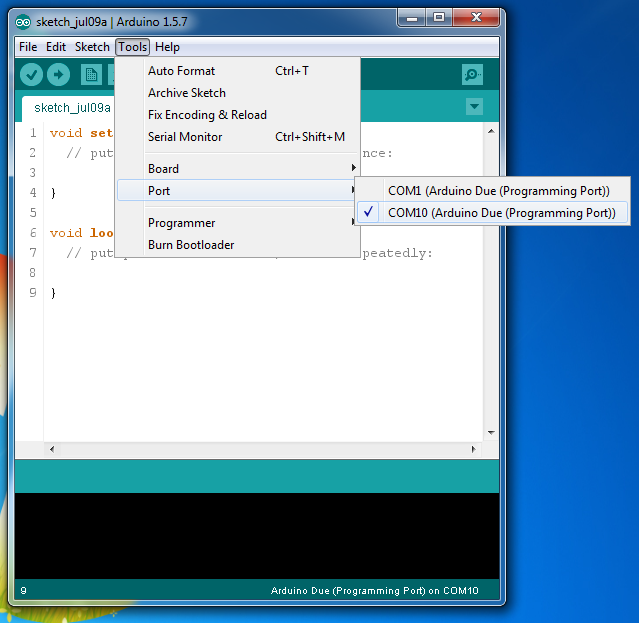 sketch_jul09a | Arduino 1.5.7
File Edit Sketch Tools Help
Auto Format Ctrl+T
Archive Sketch
Fix Encoding & Reload
Serial Monitor Ctrl+Shift+M
Board
Port
Programmer
Burn Bootloader
COM1 (Arduino Due (Programming Port))
COM10 (Arduino Due (Programming Port))
sketch_jul09a
1 void set
2 // put nce:
3
4 }
5
6 void loo
7 // put peatedly:
8
9 }
9 Arduino Due (Programming Port) on COM10